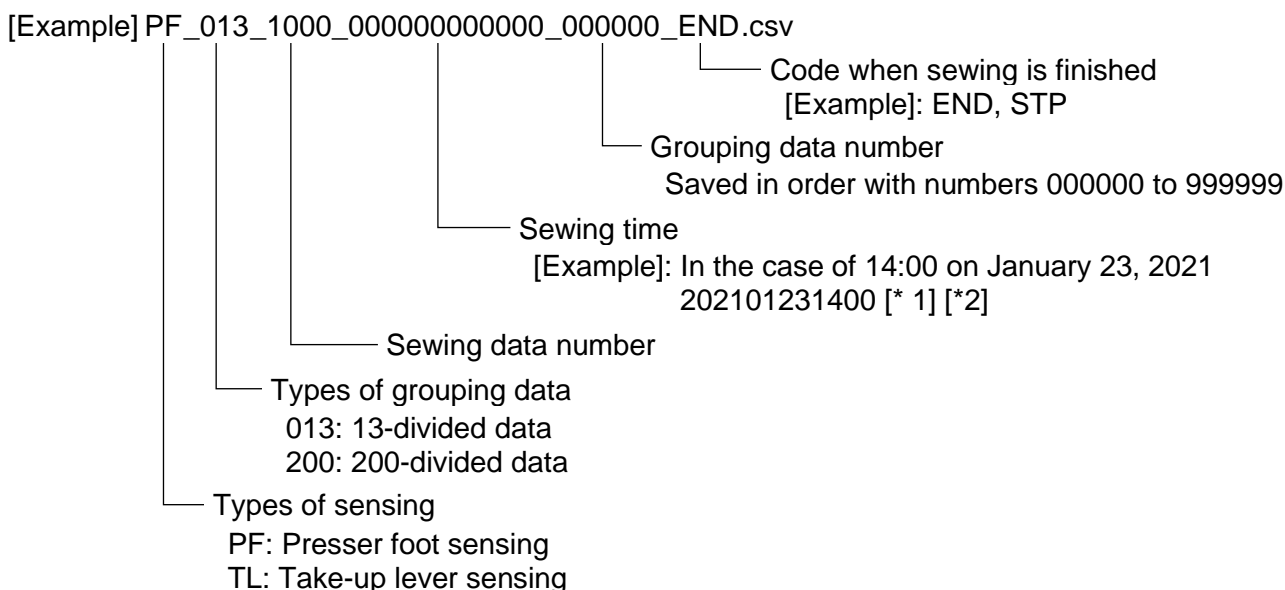 [Example] PF_013_1000_000000000000_000000_END.csv
Code when sewing is finished
[Example]: END, STP
Grouping data number
Saved in order with numbers 000000 to 999999
Sewing time
[Example]: In the case of 14:00 on January 23, 2021
202101231400 [* 1] [*2]
Sewing data number
Types of grouping data
013: 13-divided data
200: 200-divided data
Types of sensing
PF: Presser foot sensing
TL: Take-up lever sensing